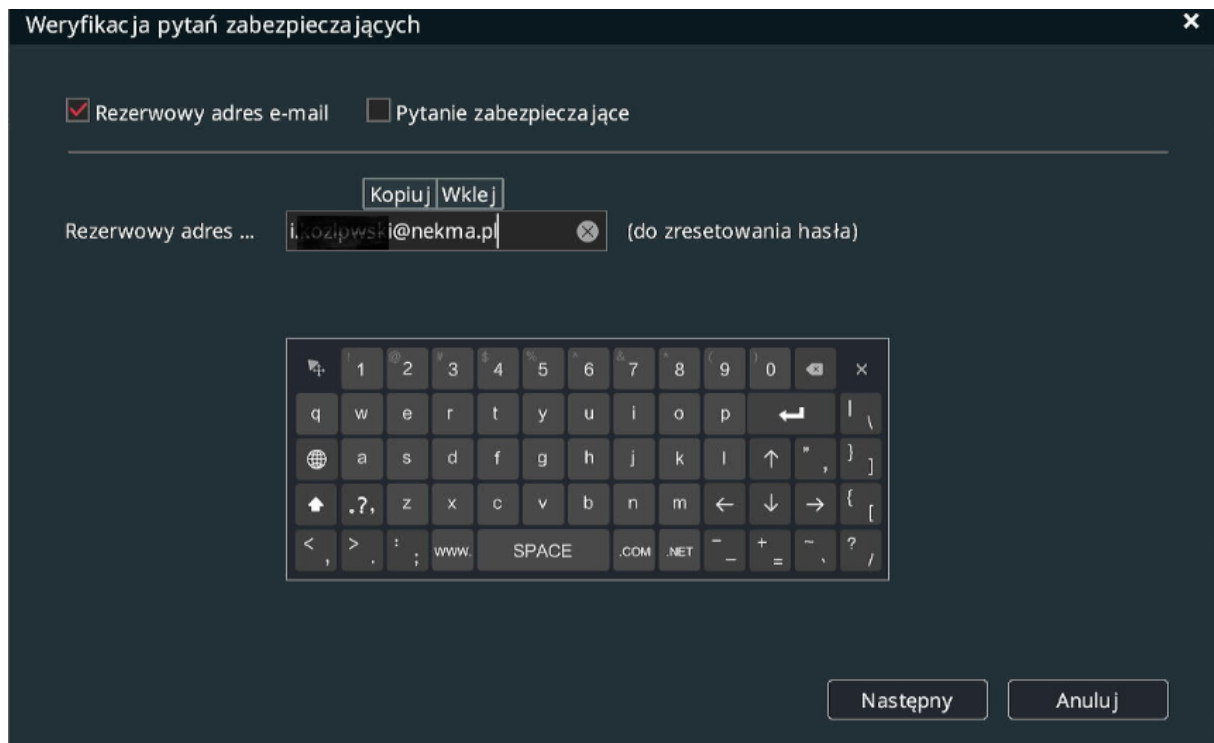 Weryfikacja pytań zabezpieczających
Rezerwowy adres e-mail Pytanie zabezpieczające
Kopiuj Wklej
Rezerwowy adres ... @nekma.pl (do zresetowania hasła)
! 1 @ 2 ¥ 3 $ 4 % 5 ^ 6 & 7 * 8 ( 9 ) 0
q w e r t y u i o p | \
a s d f g h j k l " , } ]
.?, z x c v b n m { [
< , > . : ; www. SPACE .COM .NET – _ + = ~ ` ? /
Następny Anuluj